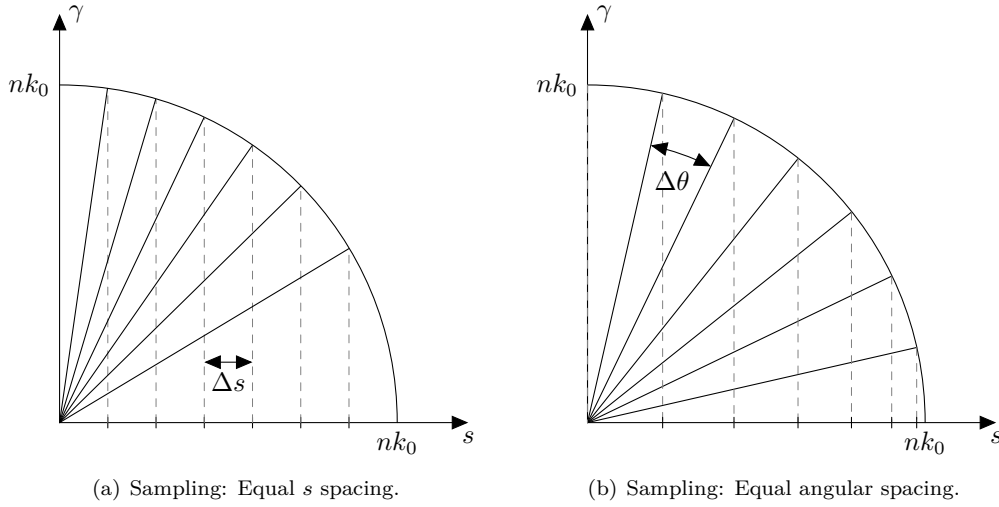 γ
nk₀
Δs
nk₀
s
(a) Sampling: Equal s spacing.
γ
nk₀
Δθ
nk₀
s
(b) Sampling: Equal angular spacing.